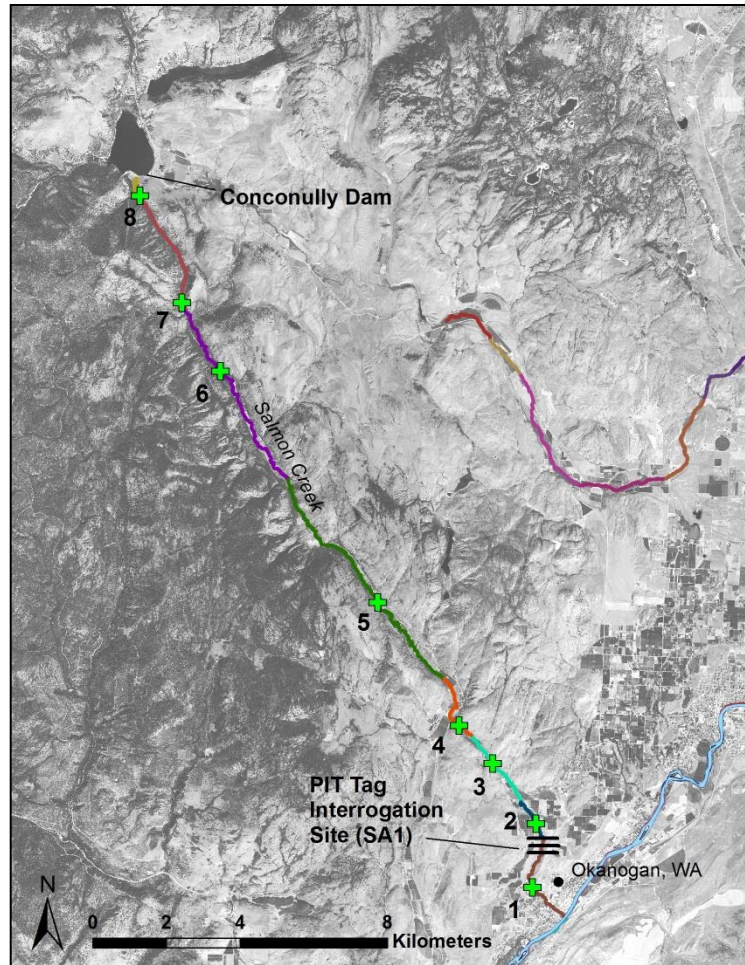 Conconully Dam
8
7
6
Salmon Creek
5
4
3
PIT Tag
Interrogation
Site (SA1)
2
Okanogan, WA
1
N
0 2 4 8
Kilometers